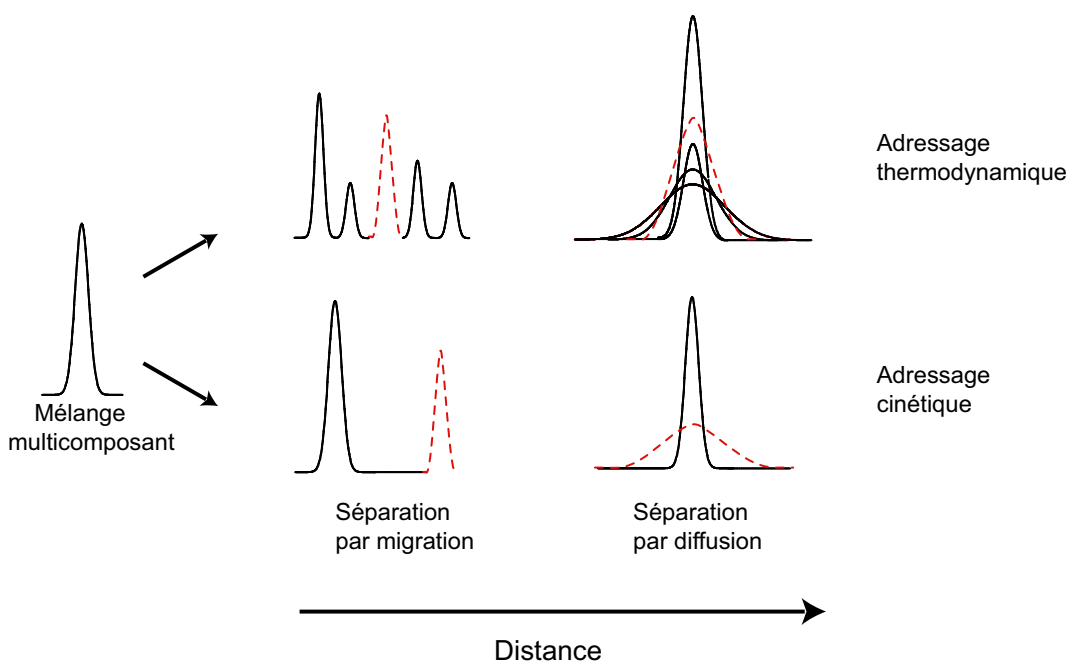 Adressage
thermodynamique
Mélange
multicomposant
Adressage
cinétique
Séparation
par migration
Séparation
par diffusion
Distance